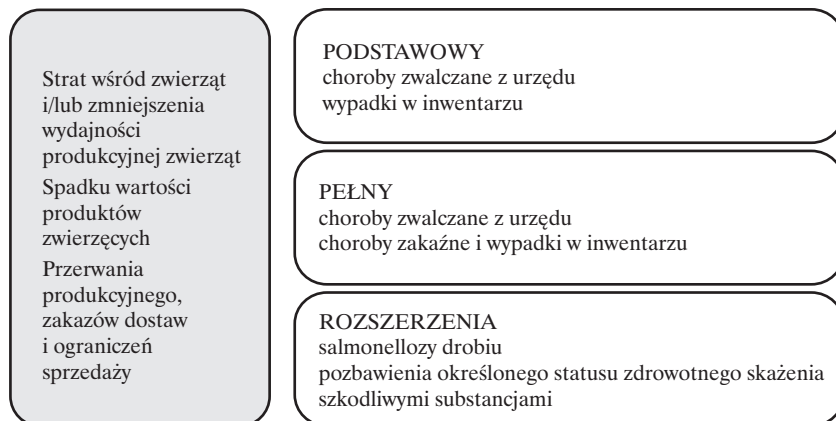 Strat wśród zwierząt
i/lub zmniejszenia
wydajności
produkcyjnej zwierząt
Spadku wartości
produktów
zwierzęcych
Przerwania
produkcyjnego,
zakazów dostaw
i ograniczeń
sprzedaży
PODSTAWOWY
choroby zwalczane z urzędu
wypadki w inwentarzu
PEŁNY
choroby zwalczane z urzędu
choroby zakaźne i wypadki w inwentarzu
ROZSZERZENIA
salmonellozy drobiu
pozbawienia określonego statusu zdrowotnego skażenia
szkodliwymi substancjami